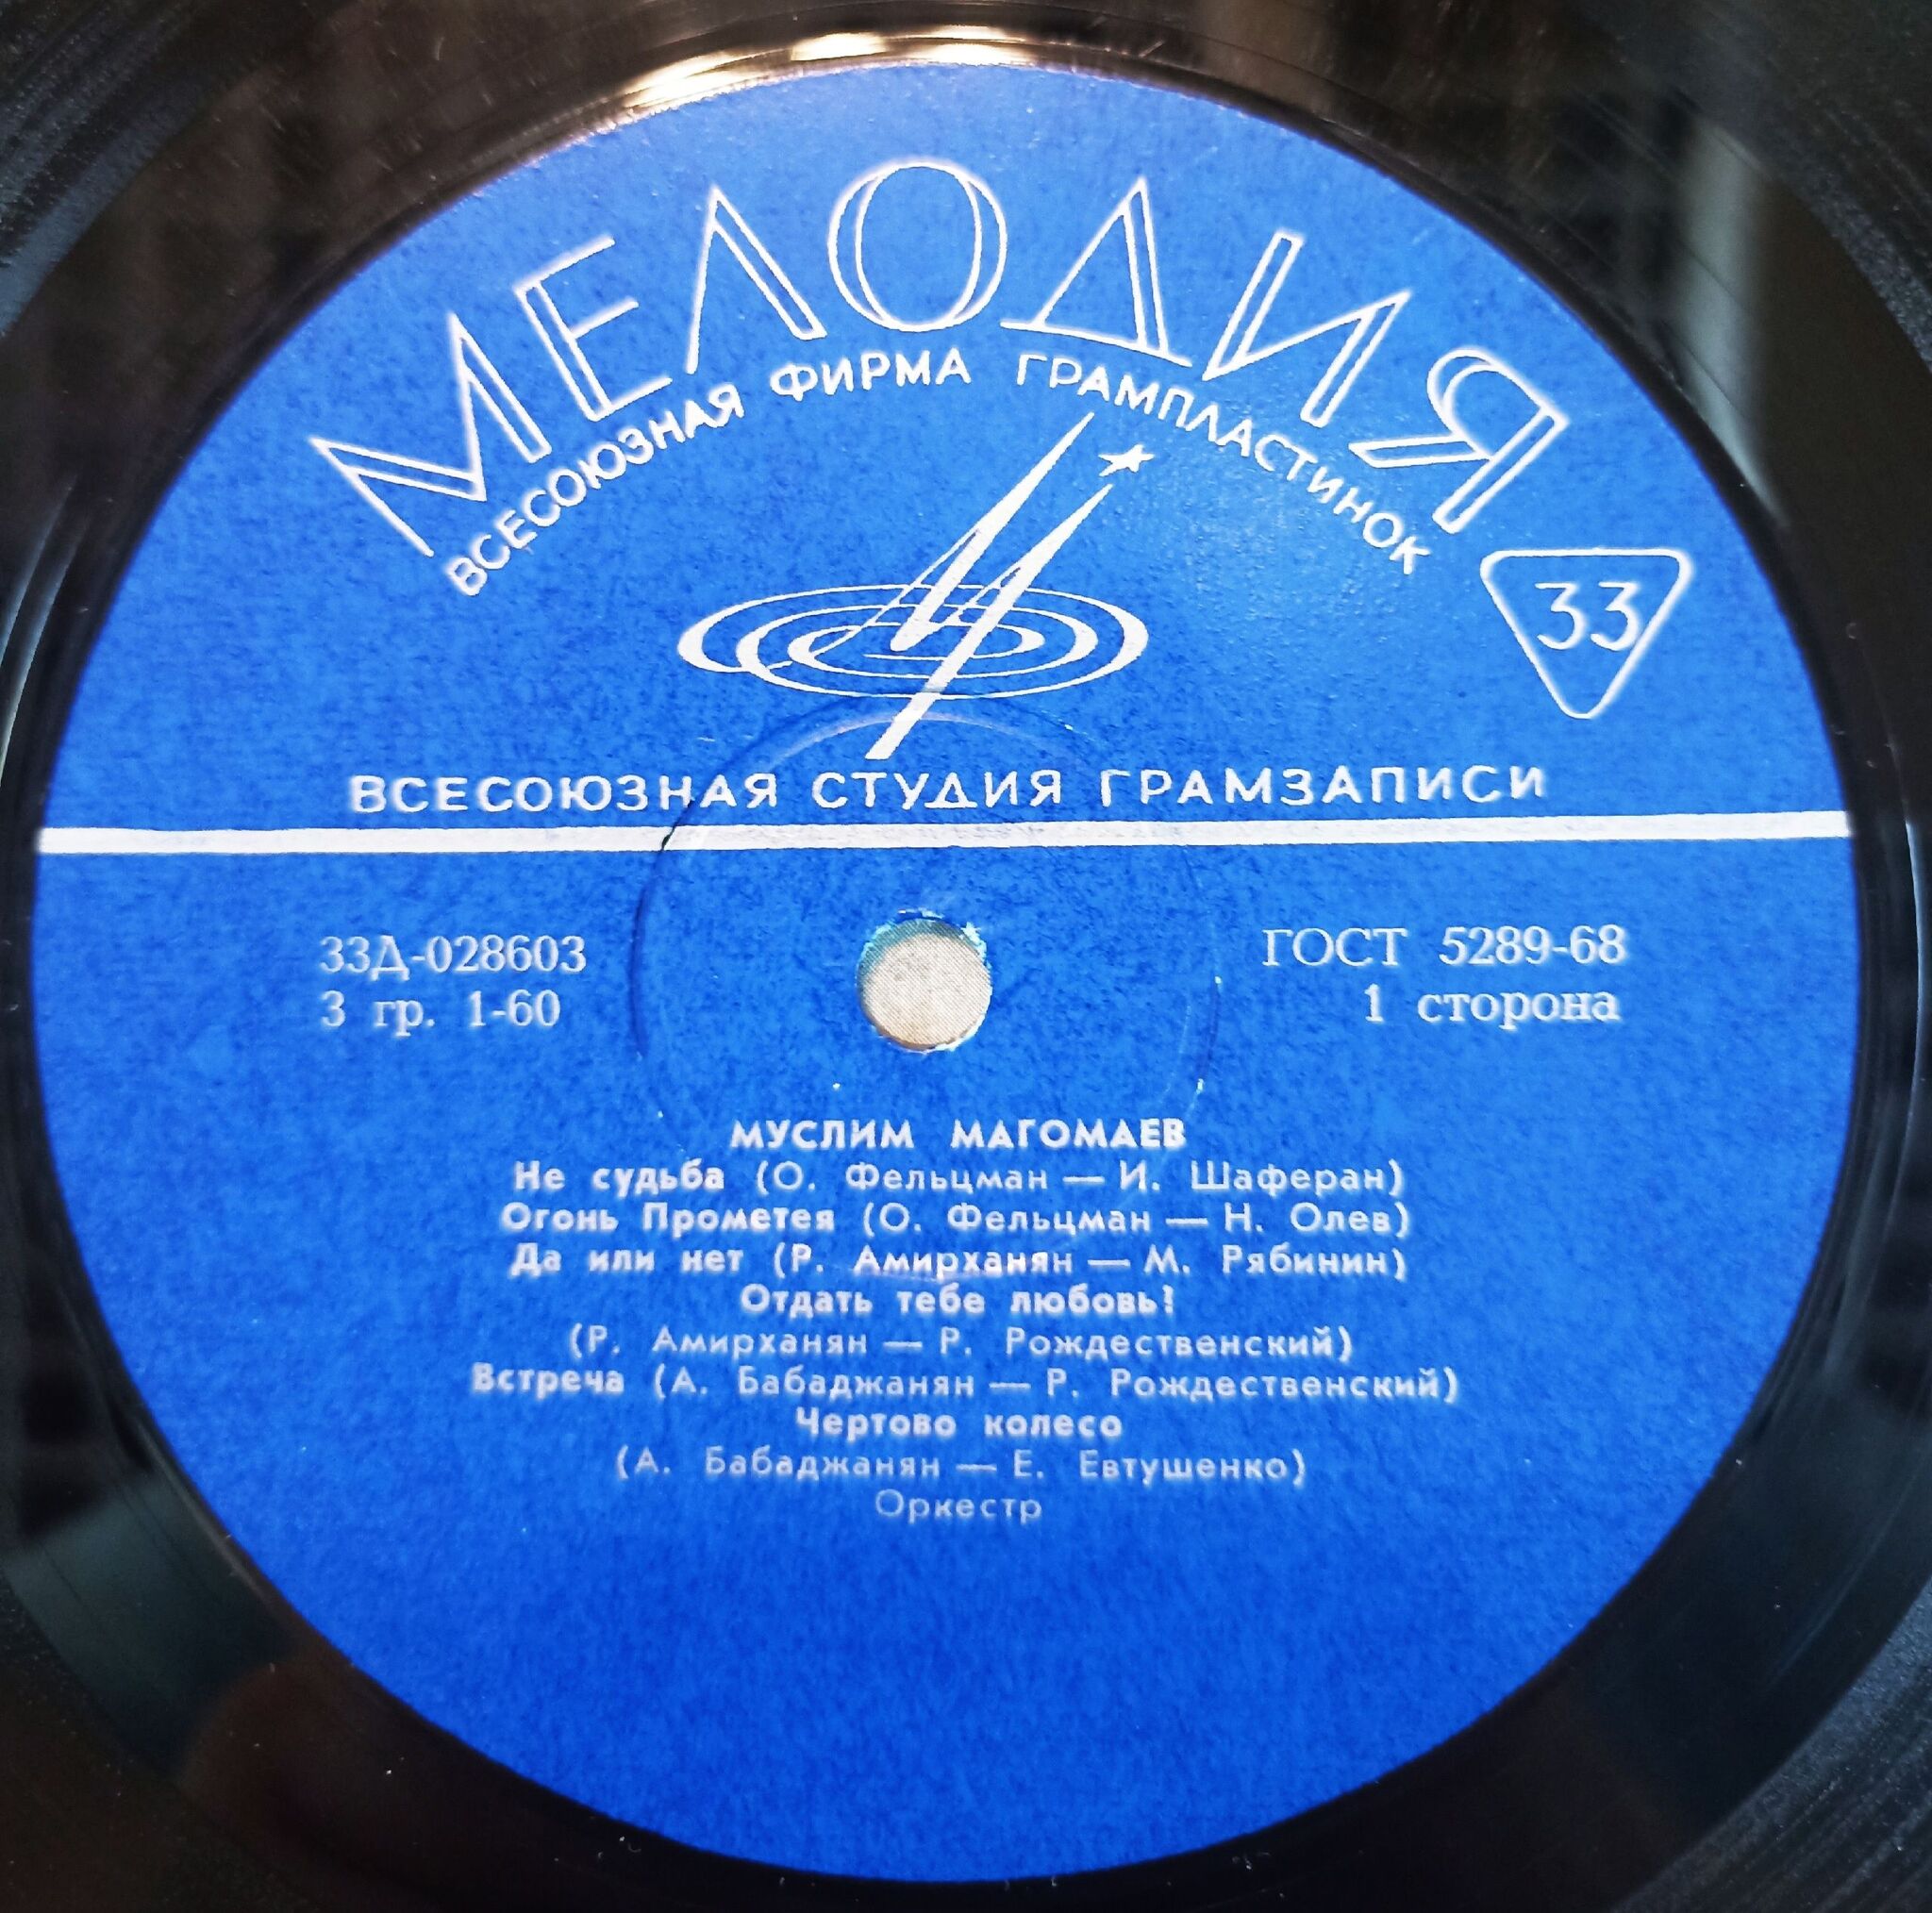 МЕЛОДИЯ
ВСЕСОЮЗНАЯ ФИРМА ГРАМПЛАСТИНОК
33
ВСЕСОЮЗНАЯ СТУДИЯ ГРАМЗАПИСИ
33Д-028603
3 гр. 1-60
ГОСТ 5289-68
1 сторона
МУСЛИМ МАГОМАЕВ
Не судьба (О. Фельцман — И. Шаферан)
Огонь Прометея (О. Фельцман — Н. Олев)
Да или нет (Р. Амирханян — М. Рябинин)
Отдать тебе любовь?
(Р. Амирханян — Р. Рождественский)
Встреча (А. Бабаджанян — Р. Рождественский)
Чертово колесо
(А. Бабаджанян — Е. Евтушенко)
Оркестр